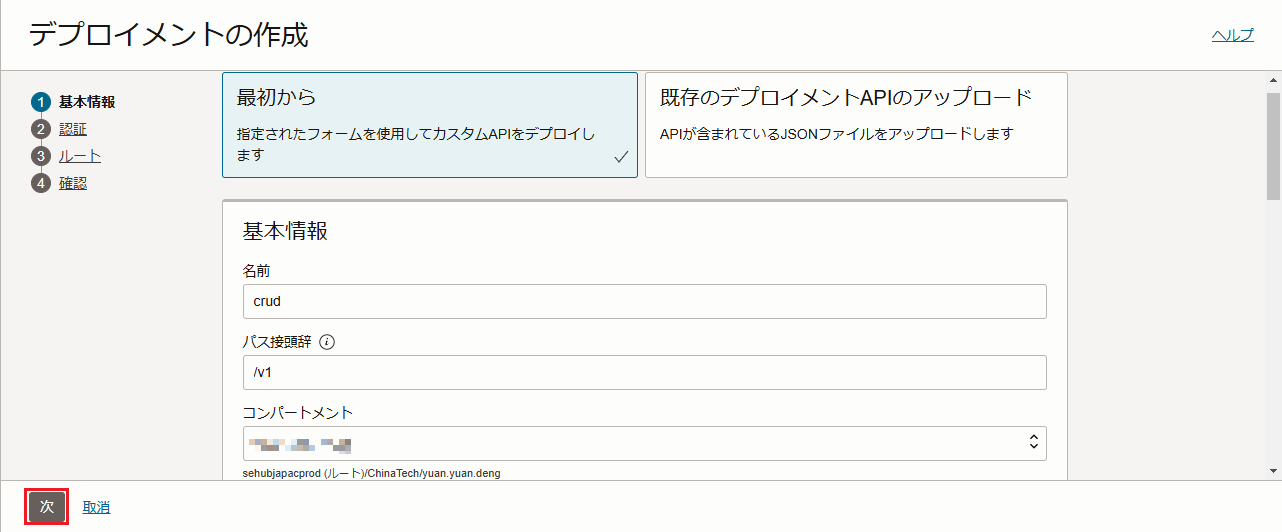 デプロイメントの作成
ヘルプ
1 基本情報
2 認証
3 ルート
4 確認
最初から
指定されたフォームを使用してカスタムAPIをデプロイし
ます
既存のデプロイメントAPIのアップロード
APIが含まれているJSONファイルをアップロードします
基本情報
名前
crud
パス接頭辞
/v1
コンパートメント
sehubjapacprod (ルート)/ChinaTech/yuan.yuan.deng
次
取消